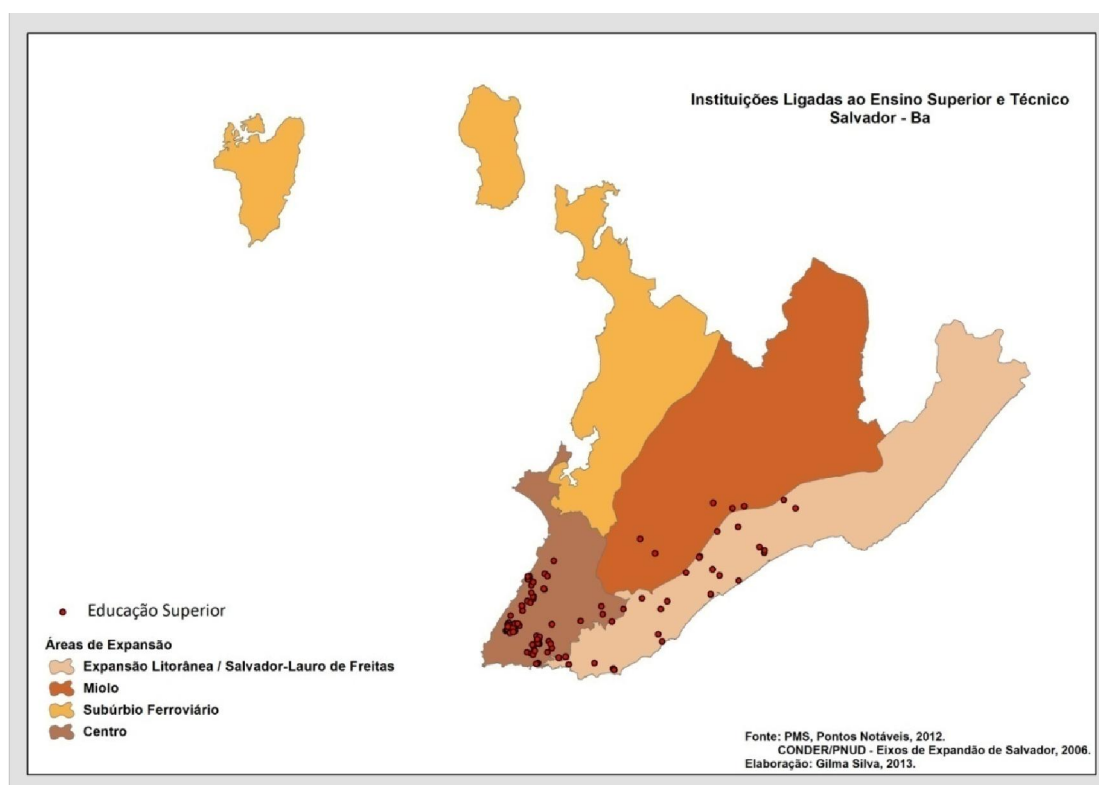 Instituições Ligadas ao Ensino Superior e Técnico
Salvador - Ba
Educação Superior
Áreas de Expansão
Expansão Litorânea / Salvador-Lauro de Freitas
Miolo
Subúrbio Ferroviário
Centro
Fonte: PMS, Pontos Notáveis, 2012.
CONDER/PNUD - Eixos de Expandão de Salvador, 2006.
Elaboração: Gilma Silva, 2013.